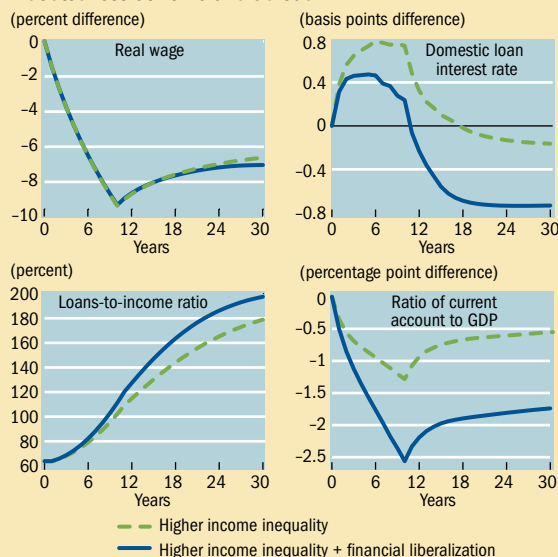 (percent difference)
Real wage
0
−2
−4
−6
−8
−10
0 6 12 18 24 30
Years
(basis points difference)
Domestic loan
interest rate
0.8
0.4
0
−0.4
−0.8
0 6 12 18 24 30
Years
(percent)
Loans-to-income ratio
200
180
160
140
120
100
80
60
0 6 12 18 24 30
Years
(percentage point difference)
Ratio of current
account to GDP
0
−0.5
−1
−1.5
−2
−2.5
0 6 12 18 24 30
Years
Higher income inequality
Higher income inequality + financial liberalization